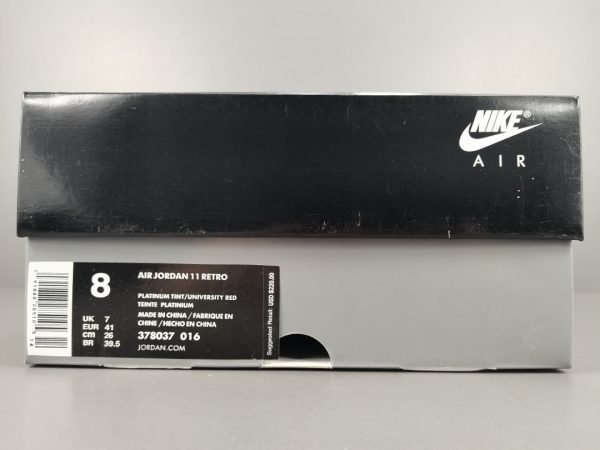 NIKE®
AIR
8
AIR JORDAN 11 RETRO
PLATINUM TINT/UNIVERSITY RED
TEINTE PLATINIUM
UK 7
EUR 41
cm 26
BR 39.5
MADE IN CHINA / FABRIQUE EN
CHINE / HECHO EN CHINA
378037 016
JORDAN.COM
Suggested Retail: USD $220.00